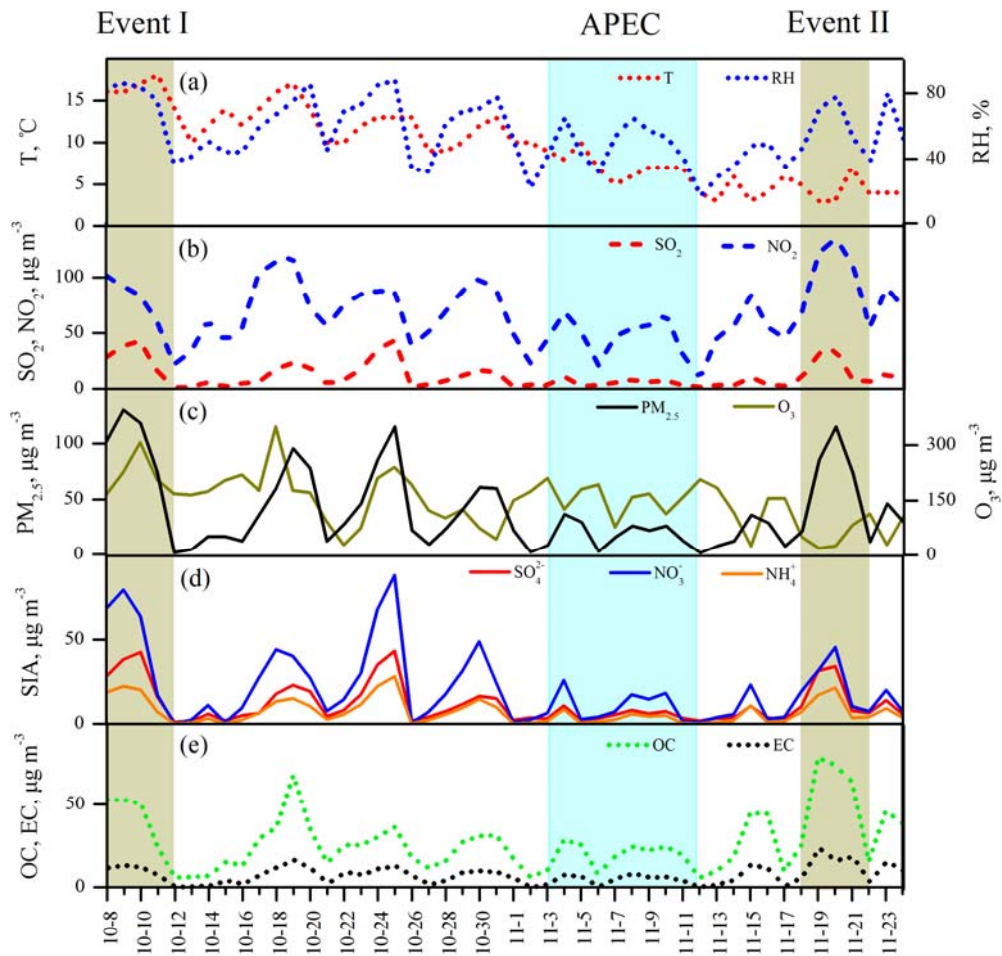 Event I APEC Event II
(a) T RH
15
10
5
0
T, ℃
80
40
0
RH, %
(b) SO₂ NO₂
100
50
0
SO₂, NO₂, µg m⁻³
(c) PM₂.₅ O₃
100
50
0
PM₂.₅, µg m⁻³
300
150
0
O₃, µg m⁻³
(d) SO₄²⁻ NO₃⁻ NH₄⁺
50
0
SIA, µg m⁻³
(e) OC EC
50
0
OC, EC, µg m⁻³
10-8 10-10 10-12 10-14 10-16 10-18 10-20 10-22 10-24 10-26 10-28 10-30 11-1 11-3 11-5 11-7 11-9 11-11 11-13 11-15 11-17 11-19 11-21 11-23